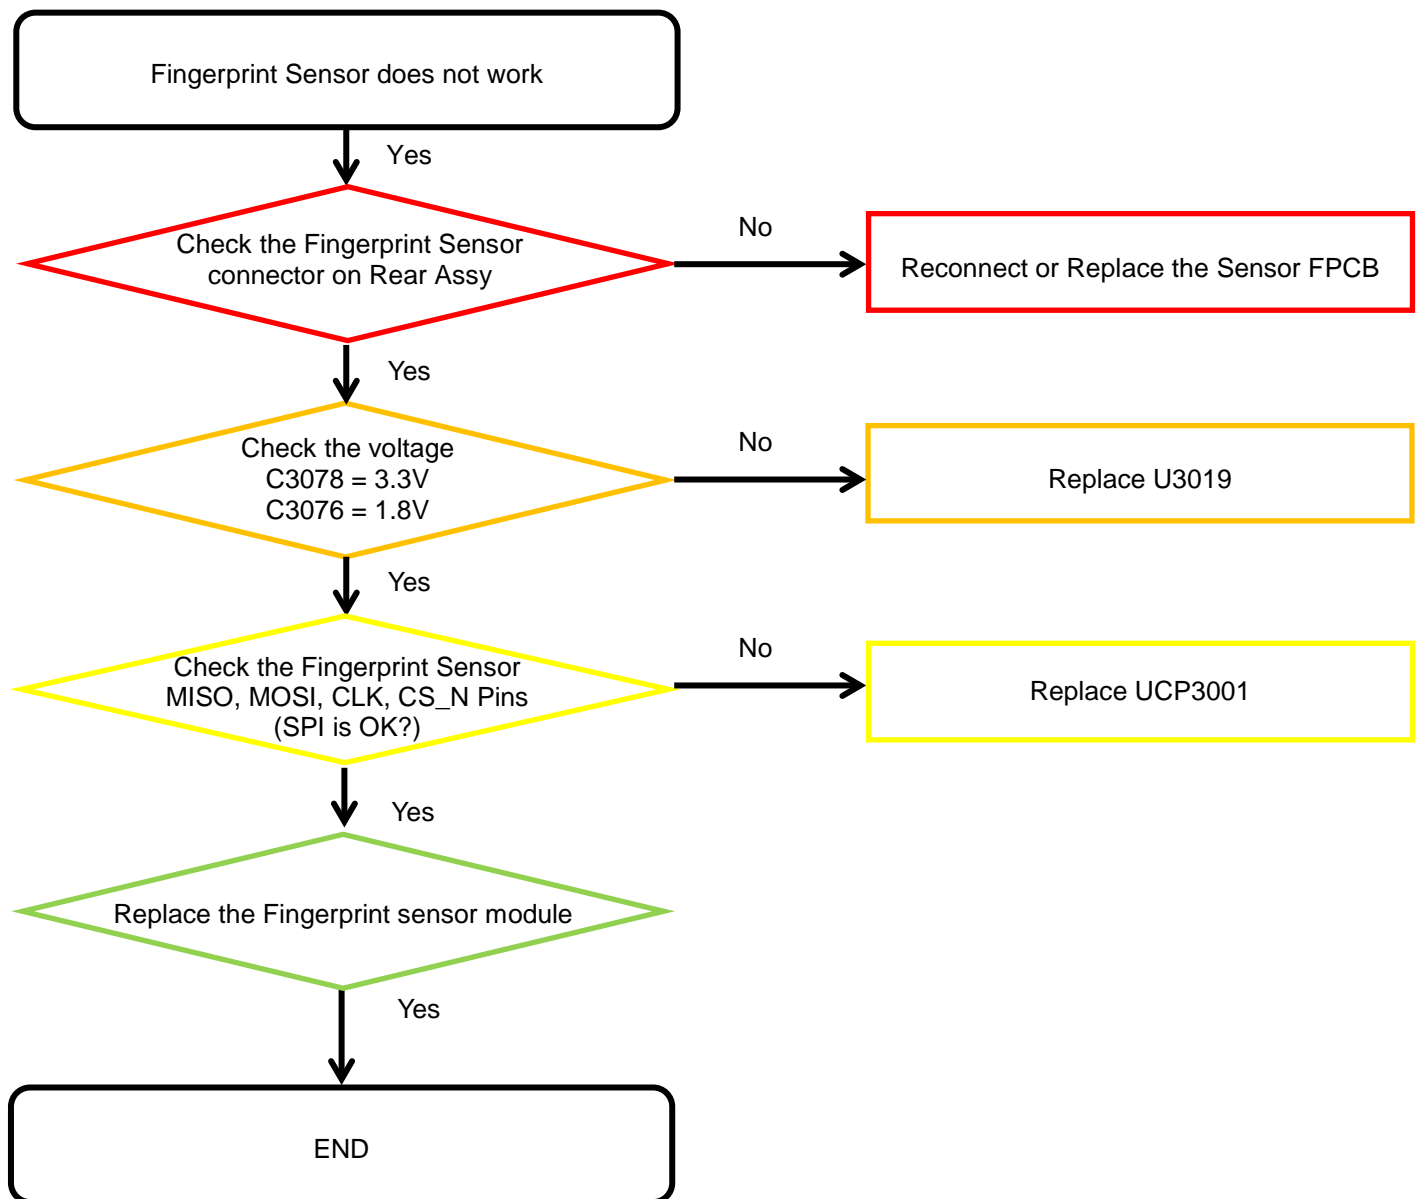 Fingerprint Sensor does not work
Yes
Check the Fingerprint Sensor
connector on Rear Assy
No
Reconnect or Replace the Sensor FPCB
Yes
Check the voltage
C3078 = 3.3V
C3076 = 1.8V
No
Replace U3019
Yes
Check the Fingerprint Sensor
MISO, MOSI, CLK, CS_N Pins
(SPI is OK?)
No
Replace UCP3001
Yes
Replace the Fingerprint sensor module
Yes
END